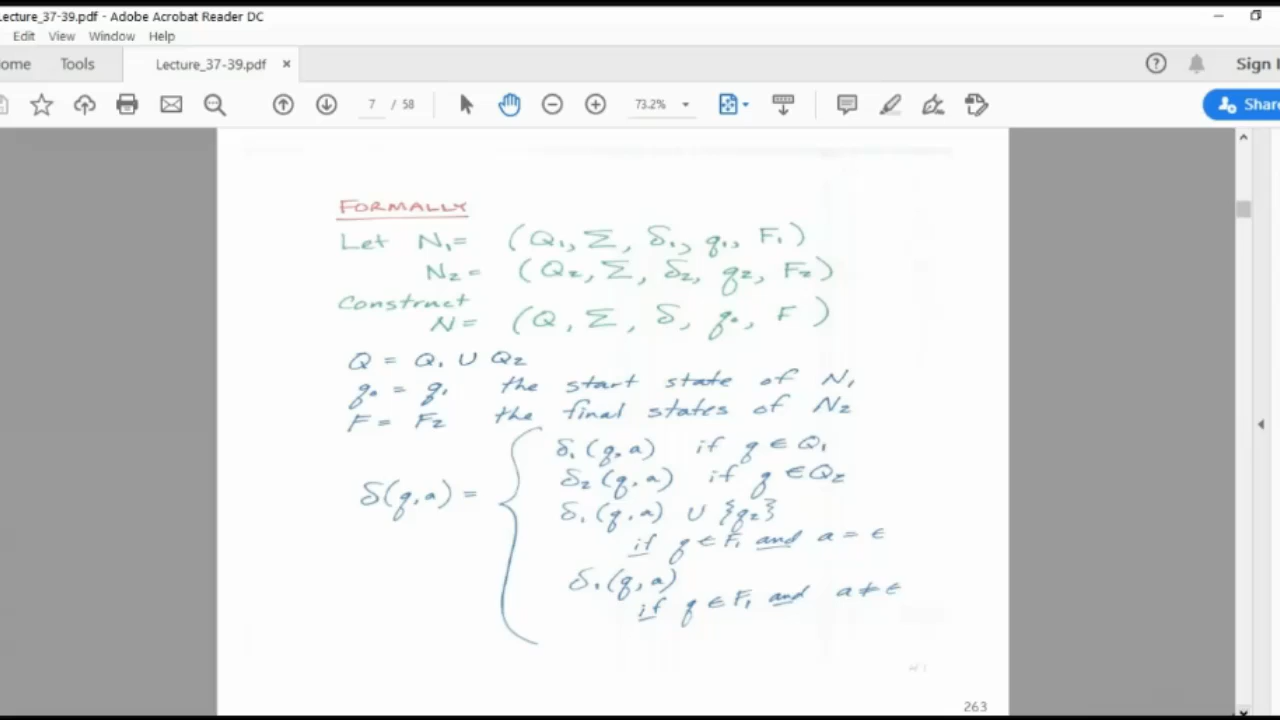 Lecture_37-39.pdf - Adobe Acrobat Reader DC
Edit View Window Help
ome Tools Lecture_37-39.pdf × Sign I
7 / 58 73.2% Share
FORMALLY
Let N₁ = (Q₁, Σ, δ₁, q₁, F₁)
N₂ = (Q₂, Σ, δ₂, q₂, F₂)
Construct
N = (Q, Σ, δ, q₀, F)
Q = Q₁ ∪ Q₂
q₀ = q₁ the start state of N₁
F = F₂ the final states of N₂
δ₁(q,a) if q ∈ Q₁
δ₂(q,a) if q ∈ Q₂
δ(q,a) = {
δ₁(q,a) ∪ {q₂}
if q ∈ F₁ and a = ϵ
δ₁(q,a)
if q ∈ F₁ and a ≠ ϵ
263